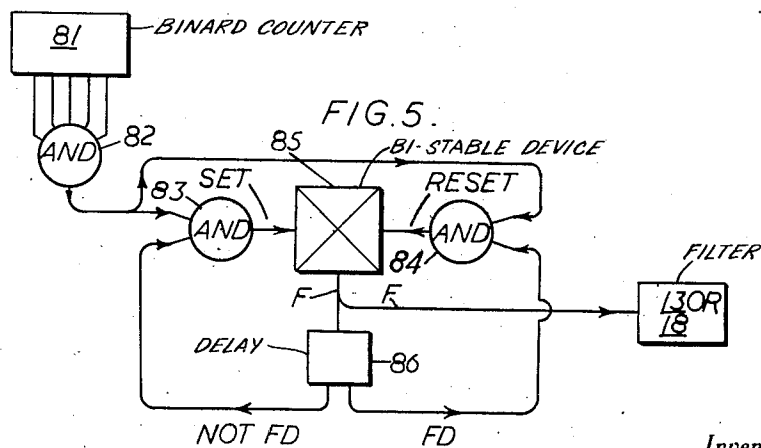 81
BINARD COUNTER
AND
82
FIG.5.
85
BI-STABLE DEVICE
83
SET
RESET
AND
AND
84
FILTER
F
F
13 OR
18
DELAY
86
NOT FD
FD
Inven